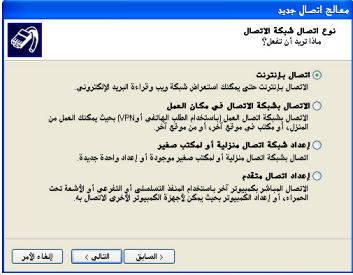 معالج اتصال جديد
نوع اتصال شبكة الاتصال
ماذا تريد أن تفعل؟
اتصال بإنترنت
الاتصال بإنترنت حتى يمكنك استعراض شبكة ويب وقراءة البريد الإلكتروني.
الاتصال بشبكة الاتصال في مكان العمل
الاتصال بشبكة اتصال العمل (باستخدام الطلب الهاتفي أو VPN) بحيث يمكنك العمل من
المنزل، أو مكتب في موقع آخر، أو من موقع آخر.
إعداد شبكة اتصال منزلية أو لمكتب صغير
اتصال بشبكة اتصال منزلية أو لمكتب صغير موجودة أو إعداد واحدة جديدة.
إعداد اتصال متقدم
الاتصال المباشر بكمبيوتر آخر باستخدام المنفذ التسلسلي أو التفرعي أو الأشعة تحت
الحمراء، أو إعداد الكمبيوتر بحيث يمكن لأجهزة الكمبيوتر الأخرى الاتصال به.
< السابق
التالي >
إلغاء الأمر